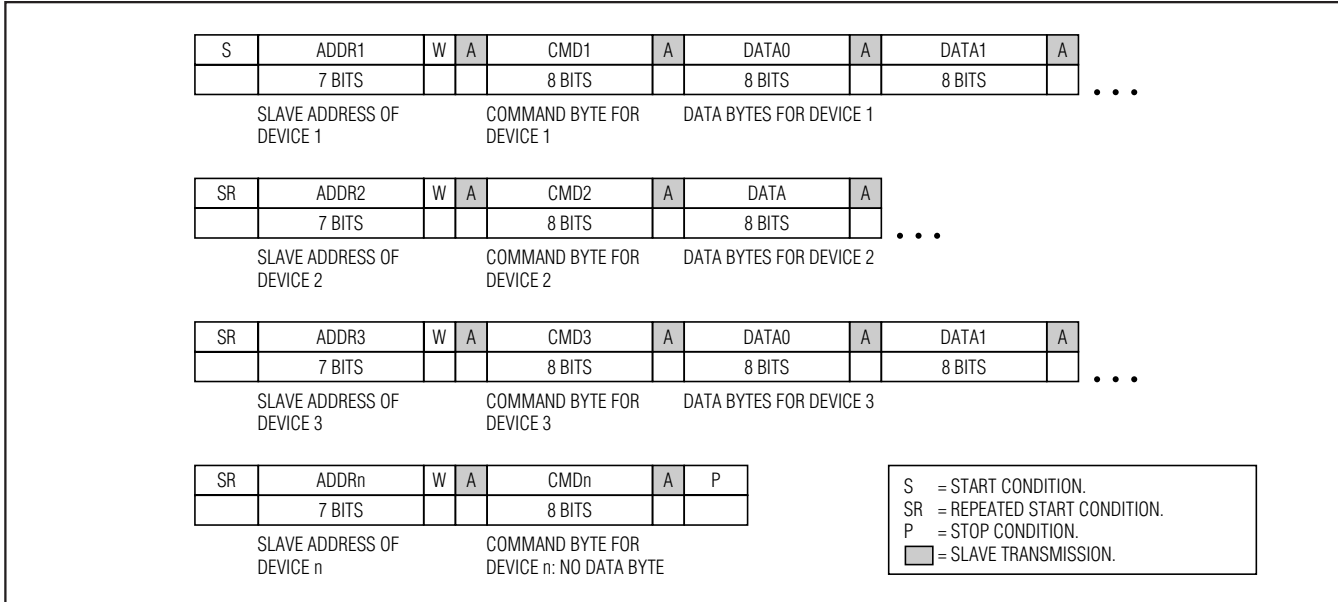 S ADDR1 W A CMD1 A DATA0 A DATA1 A
7 BITS 8 BITS 8 BITS 8 BITS
SLAVE ADDRESS OF DEVICE 1
COMMAND BYTE FOR DEVICE 1
DATA BYTES FOR DEVICE 1
...
SR ADDR2 W A CMD2 A DATA A
7 BITS 8 BITS 8 BITS
SLAVE ADDRESS OF DEVICE 2
COMMAND BYTE FOR DEVICE 2
DATA BYTES FOR DEVICE 2
...
SR ADDR3 W A CMD3 A DATA0 A DATA1 A
7 BITS 8 BITS 8 BITS 8 BITS
SLAVE ADDRESS OF DEVICE 3
COMMAND BYTE FOR DEVICE 3
DATA BYTES FOR DEVICE 3
...
SR ADDRn W A CMDn A P
7 BITS 8 BITS
SLAVE ADDRESS OF DEVICE n
COMMAND BYTE FOR DEVICE n: NO DATA BYTE
S = START CONDITION.
SR = REPEATED START CONDITION.
P = STOP CONDITION.
= SLAVE TRANSMISSION.